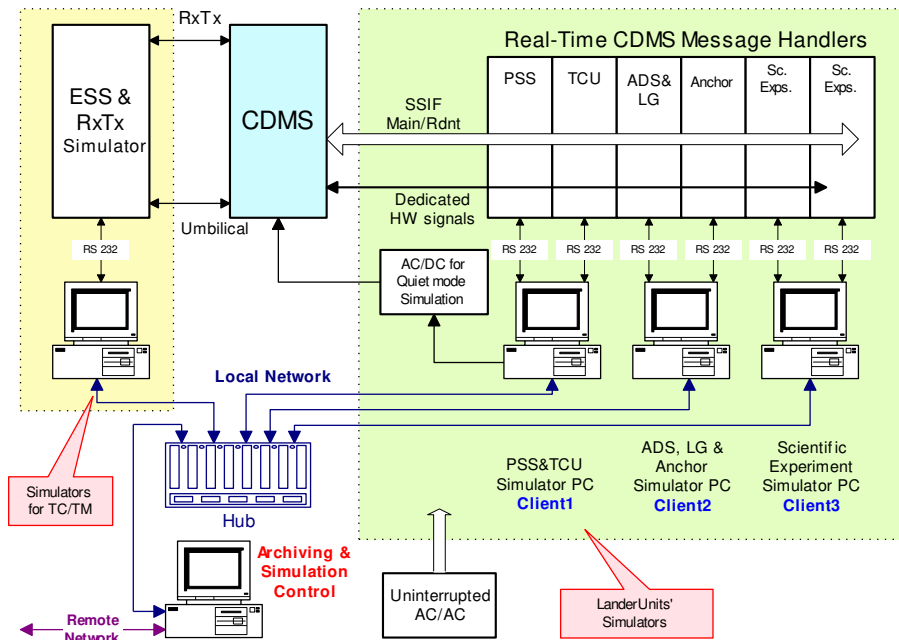 RxTx
ESS &
RxTx
Simulator
CDMS
Umbilical
RS 232
Real-Time CDMS Message Handlers
PSS
TCU
ADS&
LG
Anchor
Sc.
Exps.
Sc.
Exps.
SSIF
Main/Rdnt
Dedicated
HW signals
RS 232
RS 232
RS 232
RS 232
RS 232
RS 232
AC/DC for
Quiet mode
Simulation
Local Network
Simulators
for TC/TM
Hub
PSS&TCU
Simulator PC
Client1
ADS, LG &
Anchor
Simulator PC
Client2
Scientific
Experiment
Simulator PC
Client3
Archiving &
Simulation
Control
Uninterrupted
AC/AC
LanderUnits'
Simulators
Remote
Network